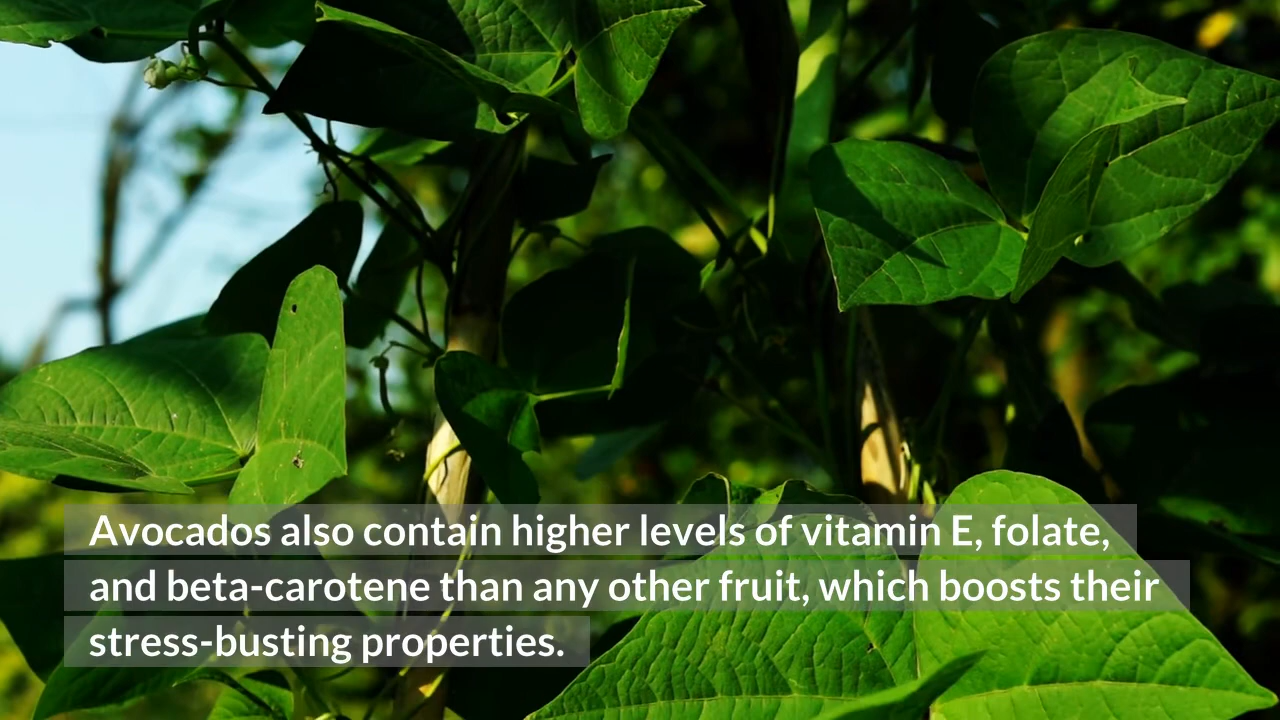 Avocados also contain higher levels of vitamin E, folate,
and beta-carotene than any other fruit, which boosts their
stress-busting properties.